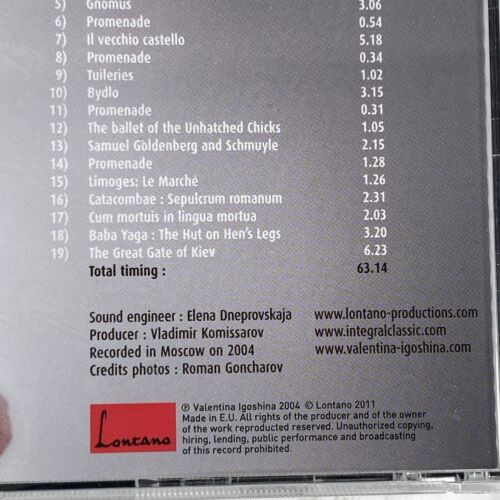 5) Gnomus 3.06
6) Promenade 0.54
7) Il vecchio castello 5.18
8) Promenade 0.34
9) Tuileries 1.02
10) Bydlo 3.15
11) Promenade 0.31
12) The ballet of the Unhatched Chicks 1.05
13) Samuel Goldenberg and Schmuyle 2.15
14) Promenade 1.28
15) Limoges: Le Marché 1.26
16) Catacombae : Sepulcrum romanum 2.31
17) Cum mortuis in lingua mortua 2.03
18) Baba Yaga : The Hut on Hen's Legs 3.20
19) The Great Gate of Kiev 6.23
Total timing : 63.14
Sound engineer : Elena Dneprovskaja www.lontano-productions.com
Producer : Vladimir Komissarov www.integralclassic.com
Recorded in Moscow on 2004 www.valentina-igoshina.com
Credits photos : Roman Goncharov
Lontano
℗ Valentina Igoshina 2004 © Lontano 2011
Made in E.U. All rights of the producer and of the owner
of the work reproducted reserved. Unauthorized copying,
hiring, lending, public performance and broadcasting
of this record prohibited.